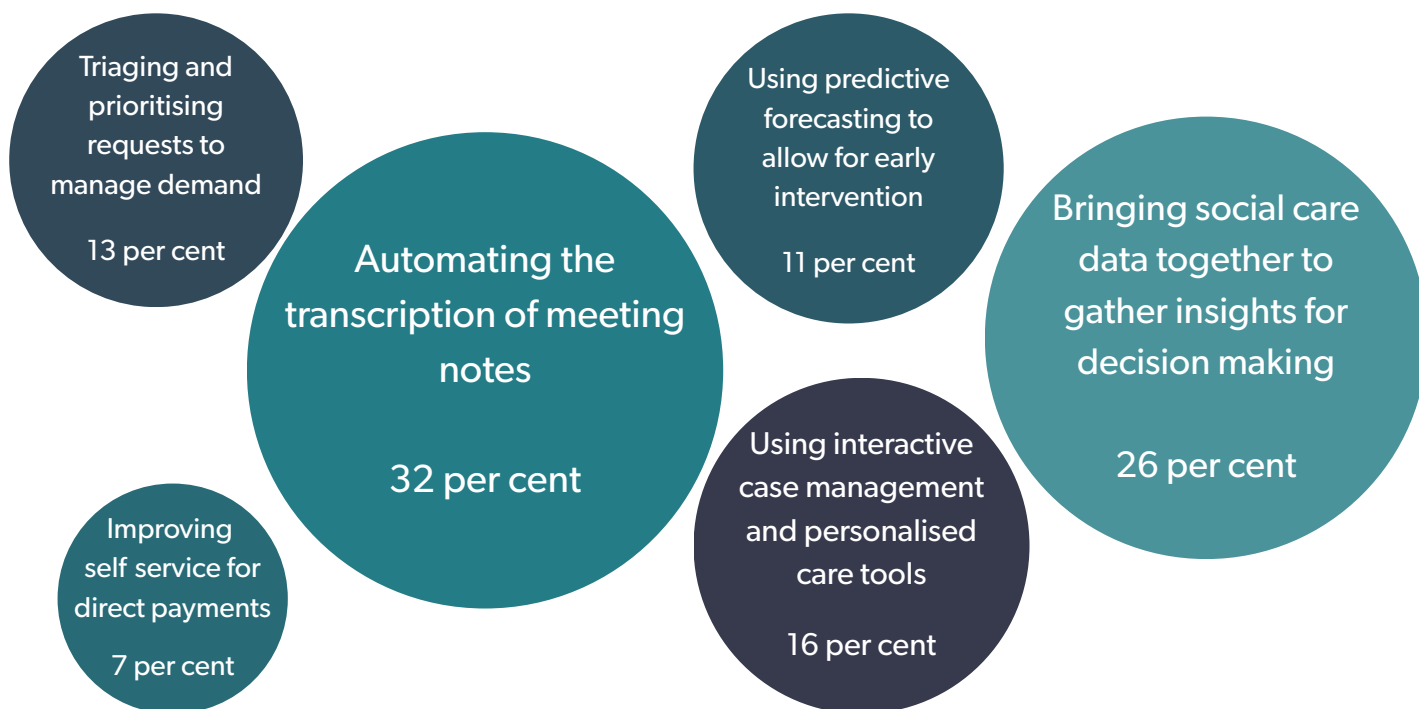 Triaging and
prioritising
requests to
manage demand
13 per cent
Automating the
transcription of meeting
notes
32 per cent
Using predictive
forecasting to
allow for early
intervention
11 per cent
Bringing social care
data together to
gather insights for
decision making
26 per cent
Improving
self service for
direct payments
7 per cent
Using interactive
case management
and personalised
care tools
16 per cent